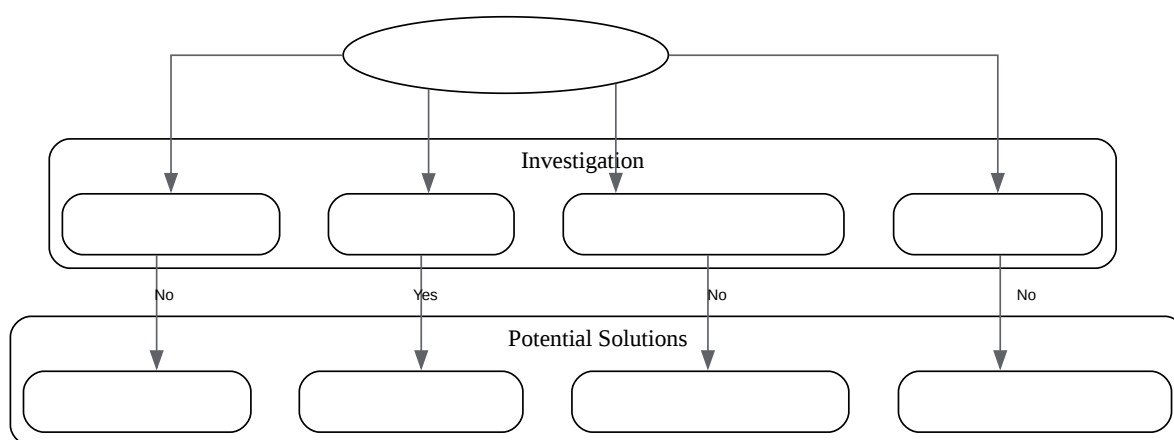 Investigation
No
Yes
No
No
Potential Solutions